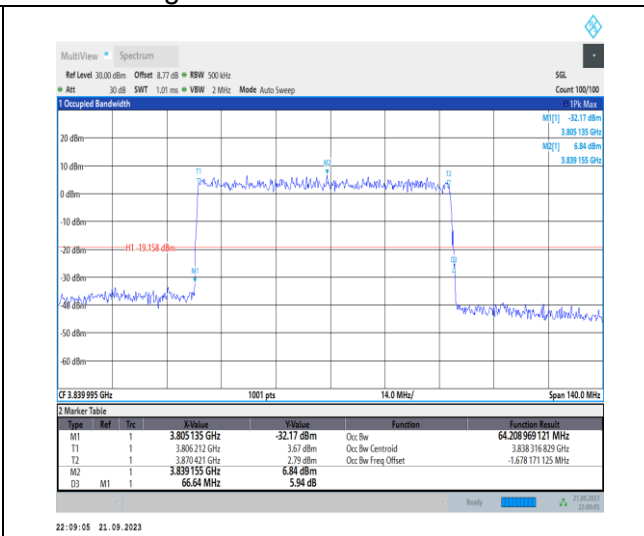 MultiView Spectrum
Ref Level 30.00 dBm Offset 8.77 dB RBW 500 kHz SGL
Att 30 dB SWT 1.01 ms VBW 2 MHz Mode Auto Sweep Count 100/100
1 Occupied Bandwidth 1Pk Max
M1[1] -32.17 dBm
3.805 135 GHz
M2[1] 6.84 dBm
3.839 155 GHz
20 dBm
10 dBm
T1
M2
T2
0 dBm
-10 dBm
-20 dBm
H1 -19.158 dBm
D3
M1
-30 dBm
-40 dBm
-50 dBm
-60 dBm
CF 3.839 995 GHz 1001 pts 14.0 MHz/ Span 140.0 MHz
2 Marker Table
Type Ref Trc X-Value Y-Value Function Function Result
M1 1 3.805 135 GHz -32.17 dBm Occ Bw 64.208 969 121 MHz
T1 1 3.806 212 GHz 3.67 dBm Occ Bw Centroid 3.838 316 829 GHz
T2 1 3.870 421 GHz 2.79 dBm Occ Bw Freq Offset -1.678 171 125 MHz
M2 1 3.839 155 GHz 6.84 dBm
D3 M1 1 66.64 MHz 5.94 dB
Ready 21.09.2023
22:09:05
22:09:05 21.09.2023